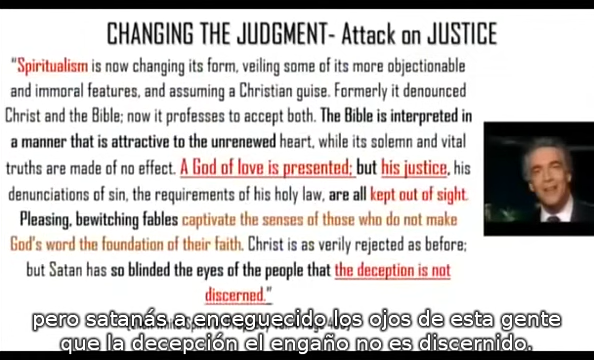 CHANGING THE JUDGMENT- Attack on JUSTICE
"Spiritualism is now changing its form, veiling some of its more objectionable
and immoral features, and assuming a Christian guise. Formerly it denounced
Christ and the Bible; now it professes to accept both. The Bible is interpreted in
a manner that is attractive to the unrenewed heart, while its solemn and vital
truths are made of no effect. A God of love is presented; but his justice, his
denunciations of sin, the requirements of his holy law, are all kept out of sight.
Pleasing, bewitching fables captivate the senses of those who do not make
God's word the foundation of their faith. Christ is as verily rejected as before;
but Satan has so blinded the eyes of the people that the deception is not
discerned."
pero satanás a enceguecido los ojos de esta gente
que la decepción el engaño no es discernido.